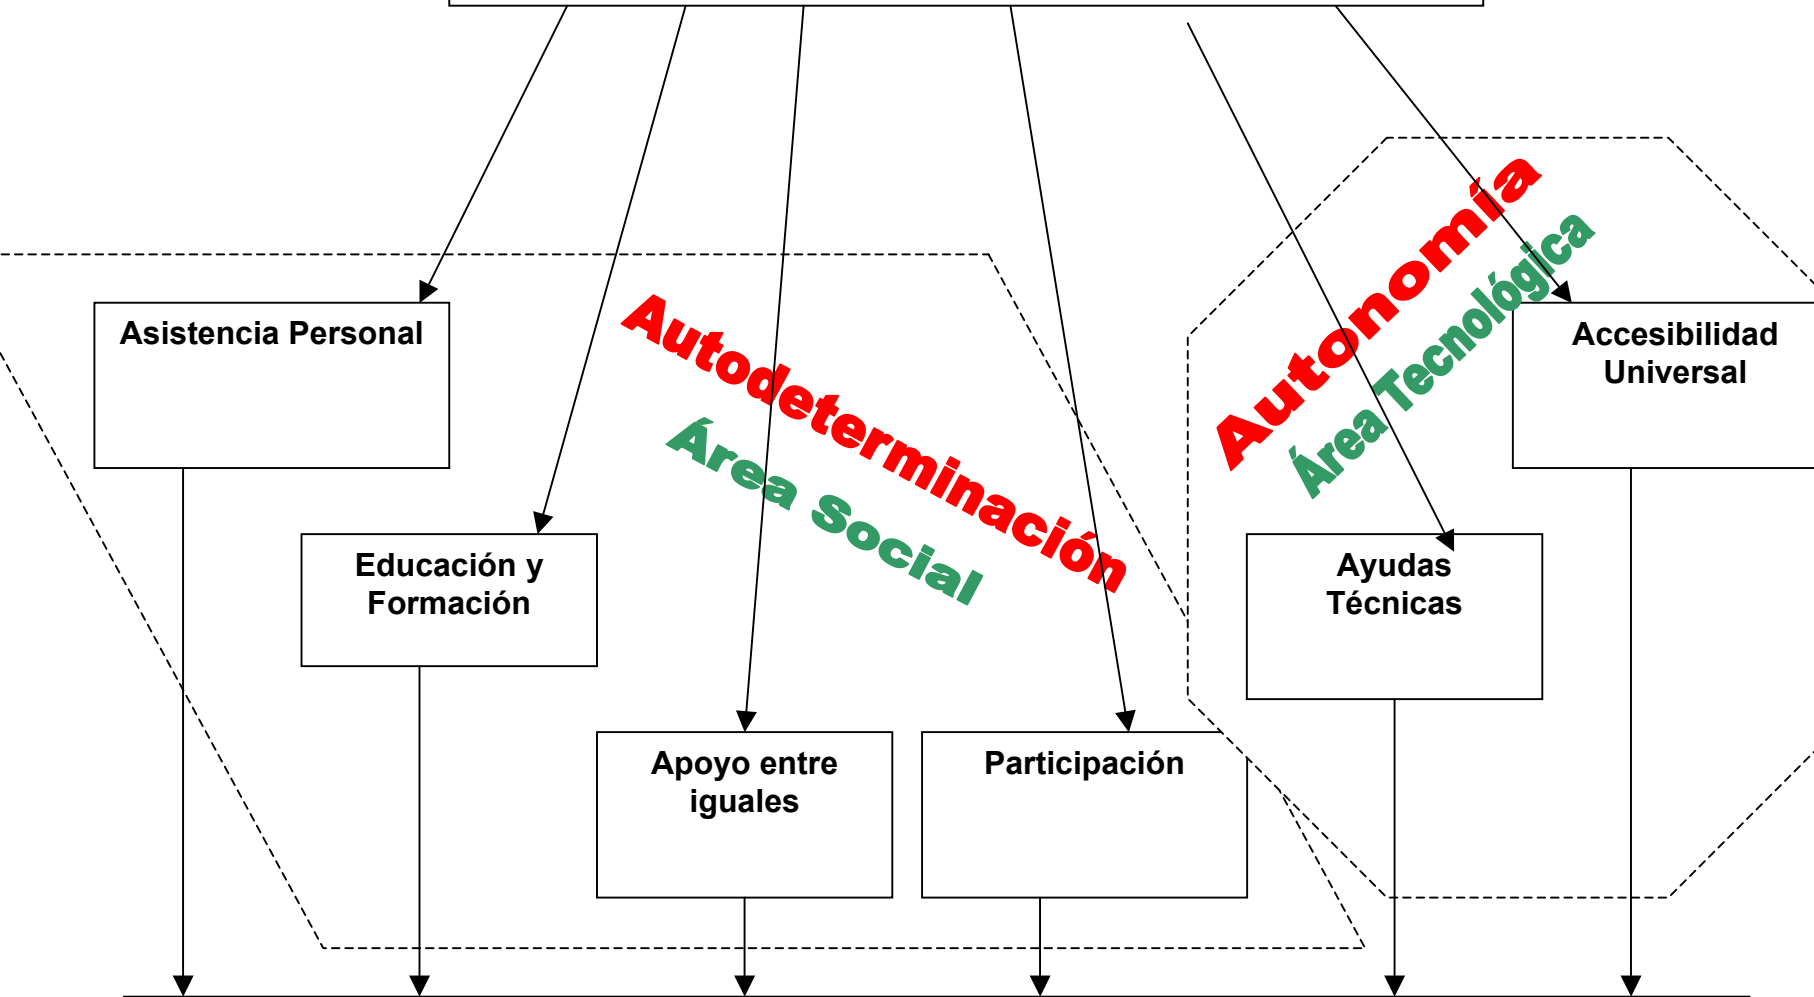 Asistencia Personal
Autodeterminación
Área Social
Autonomía
Área Tecnológica
Accesibilidad
Universal
Educación y
Formación
Ayudas
Técnicas
Apoyo entre
iguales
Participación